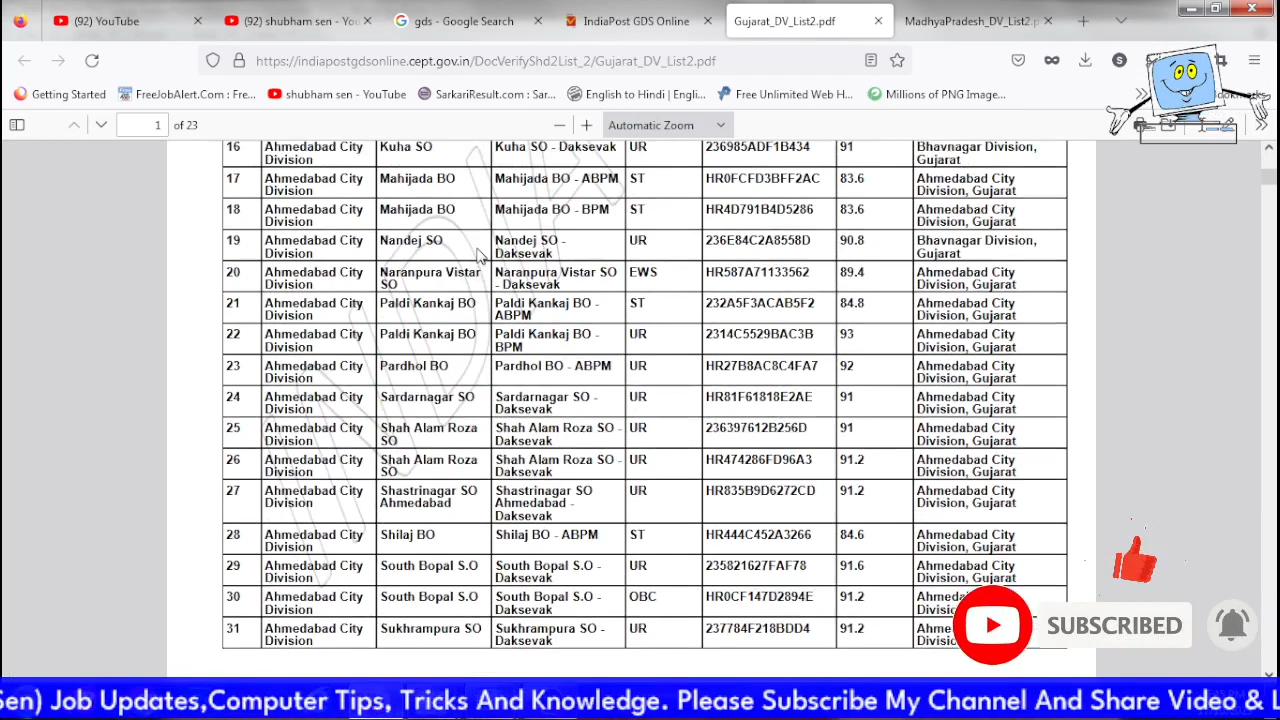 (92) YouTube
(92) shubham sen - You
gds - Google Search
IndiaPost GDS Online
Gujarat_DV_List2.pdf
MadhyaPradesh_DV_List2.p
https://indiapostgdsonline.cept.gov.in/DocVerifyShd2List_2/Gujarat_DV_List2.pdf
Getting Started
FreeJobAlert.Com : Fre...
shubham sen - YouTube
SarkariResult.com : Sar...
English to Hindi | Engli...
Free Unlimited Web H...
Millions of PNG Image...
1 of 23
Automatic Zoom
16 Ahmedabad City Kuha SO Kuha SO - Daksevak UR 236985ADF1B434 91 Bhavnagar Division,
Division Gujarat
17 Ahmedabad City Mahijada BO Mahijada BO - ABPM ST HR0FCFD3BFF2AC 83.6 Ahmedabad City
Division Division, Gujarat
18 Ahmedabad City Mahijada BO Mahijada BO - BPM ST HR4D791B4D5286 83.6 Ahmedabad City
Division Division, Gujarat
19 Ahmedabad City Nandej SO Nandej SO - UR 236E84C2A8558D 90.8 Bhavnagar Division,
Division Daksevak Gujarat
20 Ahmedabad City Naranpura Vistar Naranpura Vistar SO EWS HR587A71133562 89.4 Ahmedabad City
Division SO - Daksevak Division, Gujarat
21 Ahmedabad City Paldi Kankaj BO Paldi Kankaj BO - ST 232A5F3ACAB5F2 84.8 Ahmedabad City
Division ABPM Division, Gujarat
22 Ahmedabad City Paldi Kankaj BO Paldi Kankaj BO - UR 2314C5529BAC3B 93 Ahmedabad City
Division BPM Division, Gujarat
23 Ahmedabad City Pardhol BO Pardhol BO - ABPM UR HR27B8AC8C4FA7 92 Ahmedabad City
Division Division, Gujarat
24 Ahmedabad City Sardarnagar SO Sardarnagar SO - UR HR81F61818E2AE 91 Ahmedabad City
Division Daksevak Division, Gujarat
25 Ahmedabad City Shah Alam Roza Shah Alam Roza SO - UR 236397612B256D 91 Ahmedabad City
Division SO Daksevak Division, Gujarat
26 Ahmedabad City Shah Alam Roza Shah Alam Roza SO - UR HR474286FD96A3 91.2 Ahmedabad City
Division SO Daksevak Division, Gujarat
27 Ahmedabad City Shastrinagar SO Shastrinagar SO UR HR835B9D6272CD 91.2 Ahmedabad City
Division Ahmedabad Ahmedabad - Division, Gujarat
Daksevak
28 Ahmedabad City Shilaj BO Shilaj BO - ABPM ST HR444C452A3266 84.6 Ahmedabad City
Division Division, Gujarat
29 Ahmedabad City South Bopal S.O South Bopal S.O - UR 235821627FAF78 91.6 Ahmedabad City
Division Daksevak Division, Gujarat
30 Ahmedabad City South Bopal S.O South Bopal S.O - OBC HR0CF147D2894E 91.2
Division Daksevak
31 Ahmedabad City Sukhrampura SO Sukhrampura SO - UR 237784F218BDD4 91.2
Division Daksevak
INDIA
SUBSCRIBED
Sen) Job Updates,Computer Tips, Tricks And Knowledge. Please Subscribe My Channel And Share Video & L